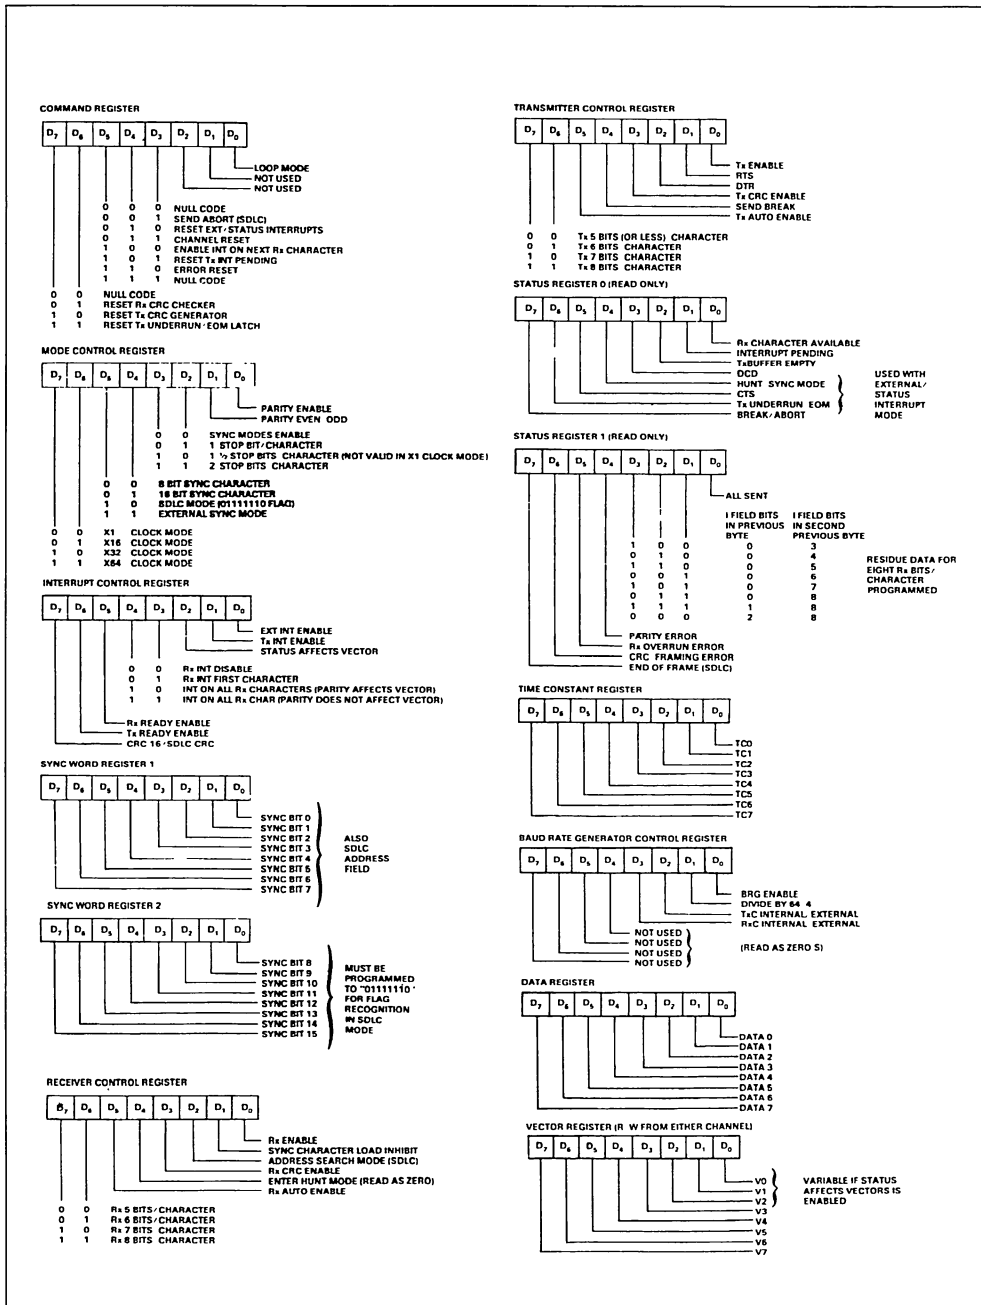 COMMAND REGISTER
D7 D6 D5 D4 D3 D2 D1 D0
LOOP MODE
NOT USED
NOT USED
0 0 0 NULL CODE
0 0 1 SEND ABORT (SDLC)
0 1 0 RESET EXT/STATUS INTERRUPTS
0 1 1 CHANNEL RESET
1 0 0 ENABLE INT ON NEXT Rx CHARACTER
1 0 1 RESET Tx INT PENDING
1 1 0 ERROR RESET
1 1 1 NULL CODE
0 0 NULL CODE
0 1 RESET Rx CRC CHECKER
1 0 RESET Tx CRC GENERATOR
1 1 RESET Tx UNDERRUN/EOM LATCH
MODE CONTROL REGISTER
D7 D6 D5 D4 D3 D2 D1 D0
PARITY ENABLE
PARITY EVEN ODD
0 0 SYNC MODES ENABLE
0 1 1 STOP BIT/CHARACTER
1 0 1 ½ STOP BITS CHARACTER (NOT VALID IN X1 CLOCK MODE)
1 1 2 STOP BITS CHARACTER
0 0 8 BIT SYNC CHARACTER
0 1 16 BIT SYNC CHARACTER
1 0 SDLC MODE (01111110 FLAG)
1 1 EXTERNAL SYNC MODE
0 0 X1 CLOCK MODE
0 1 X16 CLOCK MODE
1 0 X32 CLOCK MODE
1 1 X64 CLOCK MODE
INTERRUPT CONTROL REGISTER
D7 D6 D5 D4 D3 D2 D1 D0
EXT INT ENABLE
Tx INT ENABLE
STATUS AFFECTS VECTOR
0 0 Rx INT DISABLE
0 1 Rx INT FIRST CHARACTER
1 0 INT ON ALL Rx CHARACTERS (PARITY AFFECTS VECTOR)
1 1 INT ON ALL Rx CHAR (PARITY DOES NOT AFFECT VECTOR)
Rx READY ENABLE
Tx READY ENABLE
CRC 16/SDLC CRC
SYNC WORD REGISTER 1
D7 D6 D5 D4 D3 D2 D1 D0
SYNC BIT 0
SYNC BIT 1
SYNC BIT 2
SYNC BIT 3
SYNC BIT 4
SYNC BIT 5
SYNC BIT 6
SYNC BIT 7
ALSO
SDLC
ADDRESS
FIELD
SYNC WORD REGISTER 2
D7 D6 D5 D4 D3 D2 D1 D0
SYNC BIT 8
SYNC BIT 9
SYNC BIT 10
SYNC BIT 11
SYNC BIT 12
SYNC BIT 13
SYNC BIT 14
SYNC BIT 15
MUST BE
PROGRAMMED
TO "01111110'
FOR FLAG
RECOGNITION
IN SDLC
MODE
RECEIVER CONTROL REGISTER
D7 D6 D5 D4 D3 D2 D1 D0
Rx ENABLE
SYNC CHARACTER LOAD INHIBIT
ADDRESS SEARCH MODE (SDLC)
Rx CRC ENABLE
ENTER HUNT MODE (READ AS ZERO)
Rx AUTO ENABLE
0 0 Rx 5 BITS/CHARACTER
0 1 Rx 6 BITS/CHARACTER
1 0 Rx 7 BITS CHARACTER
1 1 Rx 8 BITS CHARACTER
TRANSMITTER CONTROL REGISTER
D7 D6 D5 D4 D3 D2 D1 D0
Tx ENABLE
RTS
DTR
Tx CRC ENABLE
SEND BREAK
Tx AUTO ENABLE
0 0 Tx 5 BITS (OR LESS) CHARACTER
0 1 Tx 6 BITS CHARACTER
1 0 Tx 7 BITS CHARACTER
1 1 Tx 8 BITS CHARACTER
STATUS REGISTER 0 (READ ONLY)
D7 D6 D5 D4 D3 D2 D1 D0
Rx CHARACTER AVAILABLE
INTERRUPT PENDING
TxBUFFER EMPTY
DCD
HUNT SYNC MODE
CTS
Tx UNDERRUN EOM
BREAK/ABORT
USED WITH
EXTERNAL/
STATUS
INTERRUPT
MODE
STATUS REGISTER 1 (READ ONLY)
D7 D6 D5 D4 D3 D2 D1 D0
ALL SENT
I FIELD BITS
IN PREVIOUS
BYTE
I FIELD BITS
IN SECOND
PREVIOUS BYTE
1 0 0 0 3
0 1 0 0 4
1 1 0 0 5
0 0 1 0 6
1 0 1 0 7
0 1 1 0 8
1 1 1 1 8
0 0 0 2 8
RESIDUE DATA FOR
EIGHT Rx BITS/
CHARACTER
PROGRAMMED
PARITY ERROR
Rx OVERRUN ERROR
CRC FRAMING ERROR
END OF FRAME (SDLC)
TIME CONSTANT REGISTER
D7 D6 D5 D4 D3 D2 D1 D0
TC0
TC1
TC2
TC3
TC4
TC5
TC6
TC7
BAUD RATE GENERATOR CONTROL REGISTER
D7 D6 D5 D4 D3 D2 D1 D0
BRG ENABLE
DIVIDE BY 64 4
TxC INTERNAL, EXTERNAL
RxC INTERNAL EXTERNAL
NOT USED
NOT USED
NOT USED
NOT USED
(READ AS ZERO S)
DATA REGISTER
D7 D6 D5 D4 D3 D2 D1 D0
DATA 0
DATA 1
DATA 2
DATA 3
DATA 4
DATA 5
DATA 6
DATA 7
VECTOR REGISTER (R W FROM EITHER CHANNEL)
D7 D6 D5 D4 D3 D2 D1 D0
V0
V1
V2
V3
V4
V5
V6
V7
VARIABLE IF STATUS
AFFECTS VECTORS IS
ENABLED